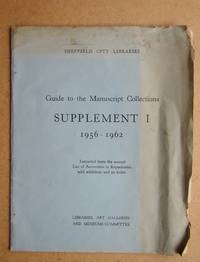 SHEFFIELD CITY LIBRARIES
Guide to the Manuscript Collections
SUPPLEMENT I
1956 - 1962
Extracted from the annual
List of Accessions to Repositories,
with additions and an index
LIBRARIES, ART GALLERIES
AND MUSEUMS COMMITTEE